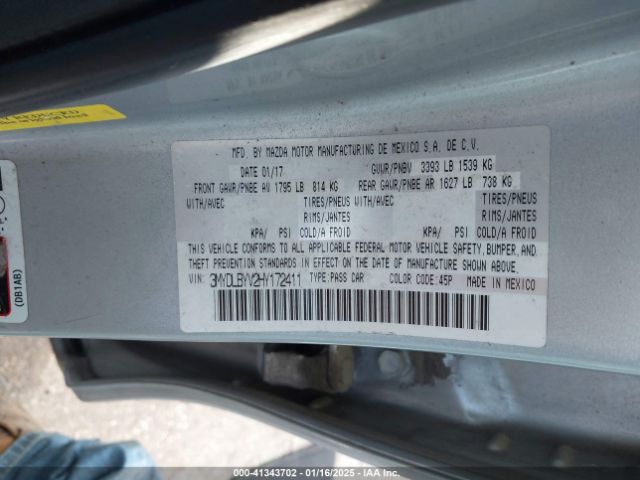 REDUCED
MFD. BY MAZDA MOTOR MANUFACTURING DE MEXICO S.A. DE C.V.
DATE 01/17 GVWR/PNBV 3393 LB 1539 KG
FRONT GAWR/PNBE AV 1795 LB 814 KG REAR GAWR/PNBE AR 1627 LB 738 KG
WITH/AVEC TIRES/PNEUS WITH/AVEC TIRES/PNEUS
RIMS/JANTES RIMS/JANTES
KPA/ PSI COLD/A FROID KPA/ PSI COLD/A FROID
THIS VEHICLE CONFORMS TO ALL APPLICABLE FEDERAL MOTOR VEHICLE SAFETY, BUMPER, AND
THEFT PREVENTION STANDARDS IN EFFECT ON THE DATE OF MANUFACTURE SHOWN ABOVE.
VIN: 3MYDLBYV2HY172411 TYPE:PASS CAR COLOR CODE:45P MADE IN MEXICO
(DB1AB)
000-41343702 - 01/16/2025 - IAA Inc.